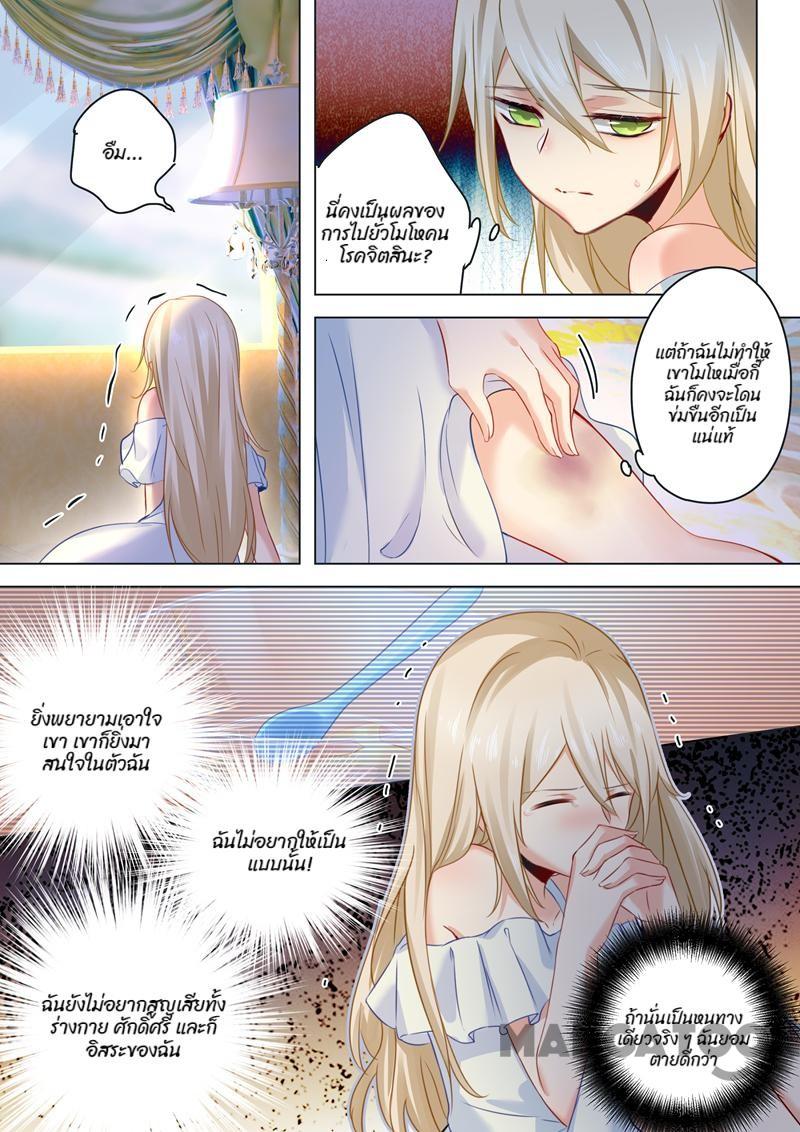 อืม...
นี่คงเป็นผลของ
การไปยั่วโมโหคน
โรคจิตสินะ?
แต่ถ้าฉันไม่ทำให้
เขาโมโหเมื่อกี้
ฉันก็คงจะโดน
ข่มขืนอีกเป็น
แน่แท้
ยิ่งพยายามเอาใจ
เขา เขาก็ยิ่งมา
สนใจในตัวฉัน
ฉันไม่อยากให้เป็น
แบบนั้น!
ฉันยังไม่อยากสูญเสียทั้ง
ร่างกาย ศักดิ์ศรี และก็
อิสระของฉัน
ถ้านั่นเป็นหนทาง
เดียวจริง ๆ ฉันยอม
ตายดีกว่า
MANGATOON